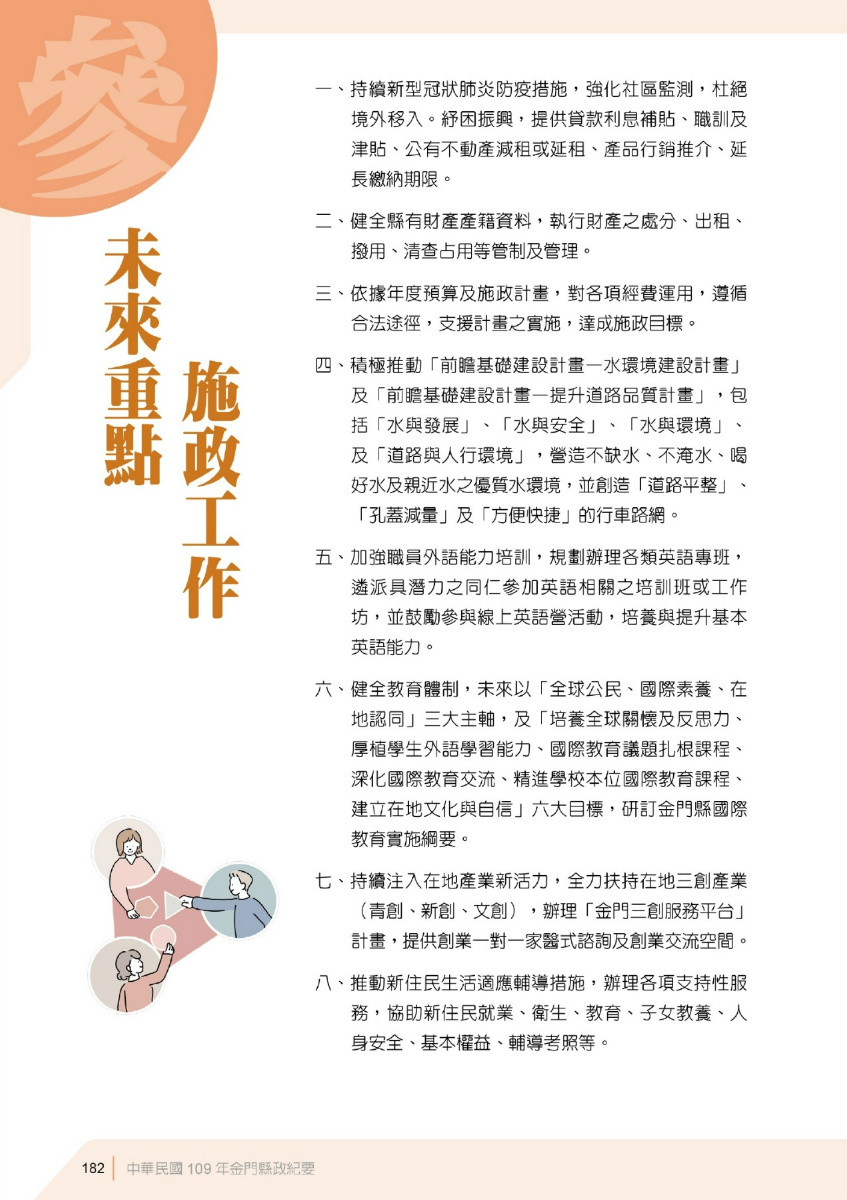 參
未來重點
施政工作
一、持續新型冠狀肺炎防疫措施，強化社區監測，杜絕
境外移入。紓困振興，提供貸款利息補貼、職訓及
津貼、公有不動產減租或延租、產品行銷推介、延
長繳納期限。
二、健全縣有財產產籍資料，執行財產之處分、出租、
撥用、清查占用等管制及管理。
三、依據年度預算及施政計畫，對各項經費運用，遵循
合法途徑，支援計畫之實施，達成施政目標。
四、積極推動「前瞻基礎建設計畫—水環境建設計畫」
及「前瞻基礎建設計畫—提升道路品質計畫」，包
括「水與發展」、「水與安全」、「水與環境」、
及「道路與人行環境」，營造不缺水、不淹水、喝
好水及親近水之優質水環境，並創造「道路平整」、
「孔蓋減量」及「方便快捷」的行車路網。
五、加強職員外語能力培訓，規劃辦理各類英語專班，
遴派具潛力之同仁參加英語相關之培訓班或工作
坊，並鼓勵參與線上英語營活動，培養與提升基本
英語能力。
六、健全教育體制，未來以「全球公民、國際素養、在
地認同」三大主軸，及「培養全球關懷及反思力、
厚植學生外語學習能力、國際教育議題扎根課程、
深化國際教育交流、精進學校本位國際教育課程、
建立在地文化與自信」六大目標，研訂金門縣國際
教育實施綱要。
七、持續注入在地產業新活力，全力扶持在地三創產業
（青創、新創、文創），辦理「金門三創服務平台」
計畫，提供創業一對一家醫式諮詢及創業交流空間。
八、推動新住民生活適應輔導措施，辦理各項支持性服
務，協助新住民就業、衛生、教育、子女教養、人
身安全、基本權益、輔導考照等。
182 中華民國 109 年金門縣政紀要